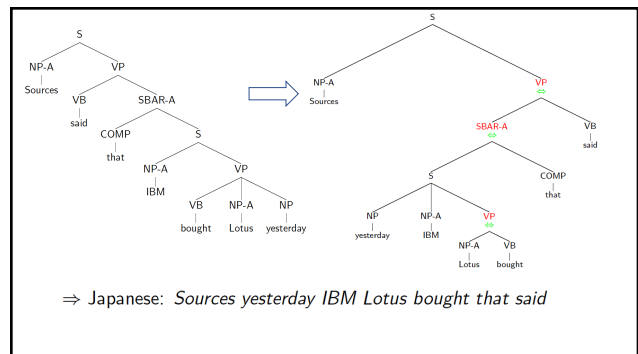 S
S
NP-A VP
Sources
NP-A VP
⇔
Sources
VB SBAR-A
said
SBAR-A VB
⇔
said
COMP S
that
S COMP
that
NP-A VP
IBM
NP NP-A VP
⇔
yesterday IBM
VB NP-A NP
bought Lotus yesterday
NP-A VB
Lotus bought
⇒ Japanese: Sources yesterday IBM Lotus bought that said